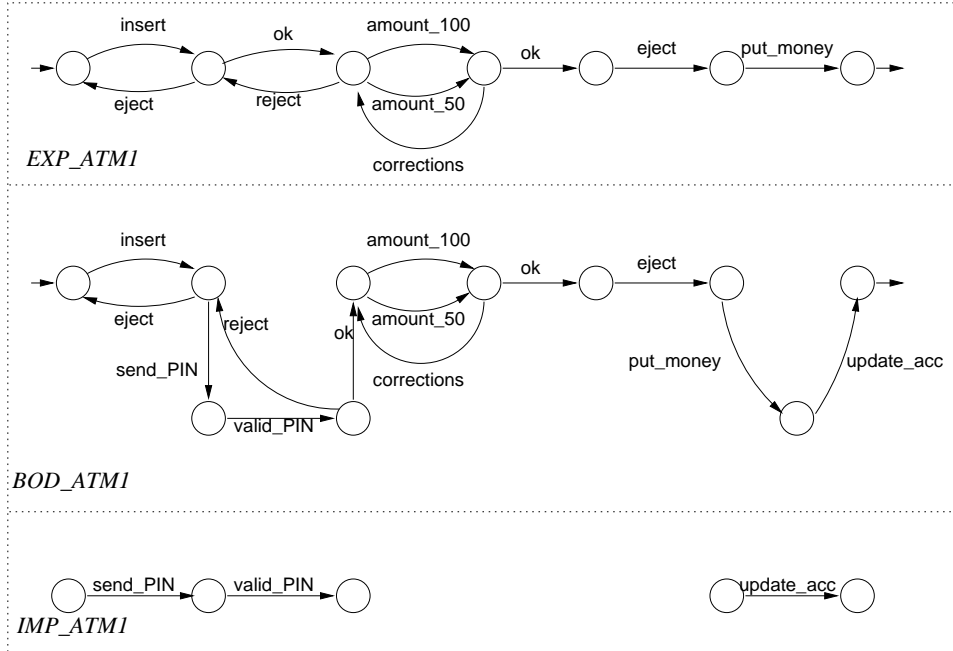 insert
ok
amount_100
ok
eject
put_money
eject
reject
amount_50
corrections
EXP_ATM1
insert
amount_100
ok
eject
eject
reject
ok
amount_50
send_PIN
corrections
put_money
update_acc
valid_PIN
BOD_ATM1
send_PIN
valid_PIN
update_acc
IMP_ATM1